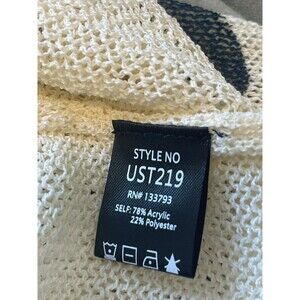 STYLE NO
UST219
RN# 133793
SELF: 78% Acrylic
22% Polyester